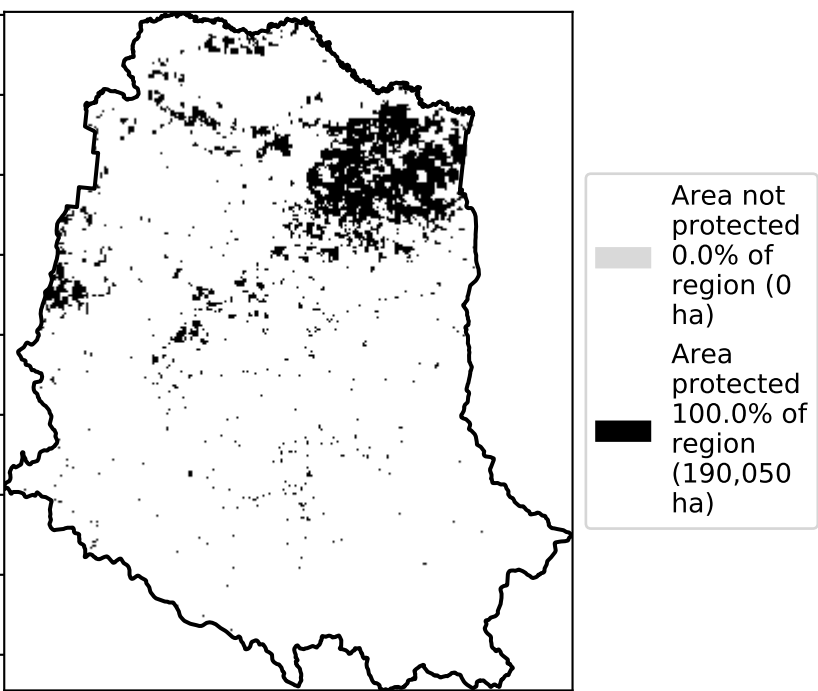 Area not
protected
0.0% of
region (0
ha)
Area
protected
100.0% of
region
(190,050
ha)